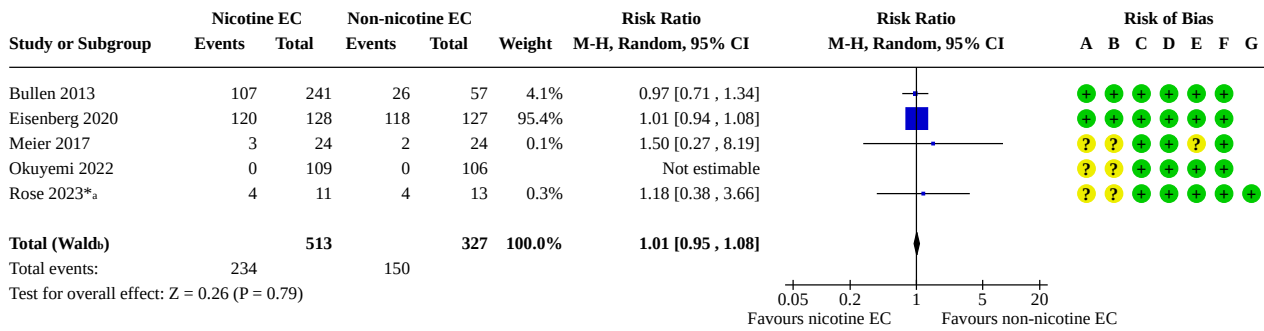 Nicotine EC Non-nicotine EC Risk Ratio Risk Ratio Risk of Bias
Study or Subgroup Events Total Events Total Weight M-H, Random, 95% CI M-H, Random, 95% CI A B C D E F G
Bullen 2013 107 241 26 57 4.1% 0.97 [0.71 , 1.34] + + + + + +
Eisenberg 2020 120 128 118 127 95.4% 1.01 [0.94 , 1.08] + + + + + +
Meier 2017 3 24 2 24 0.1% 1.50 [0.27 , 8.19] ? ? + + ? +
Okuyemi 2022 0 109 0 106 Not estimable ? ? + + + +
Rose 2023*a 4 11 4 13 0.3% 1.18 [0.38 , 3.66] ? ? + + + + +
Total (Waldb) 513 327 100.0% 1.01 [0.95 , 1.08]
Total events: 234 150
Test for overall effect: Z = 0.26 (P = 0.79)
0.05 0.2 1 5 20
Favours nicotine EC Favours non-nicotine EC